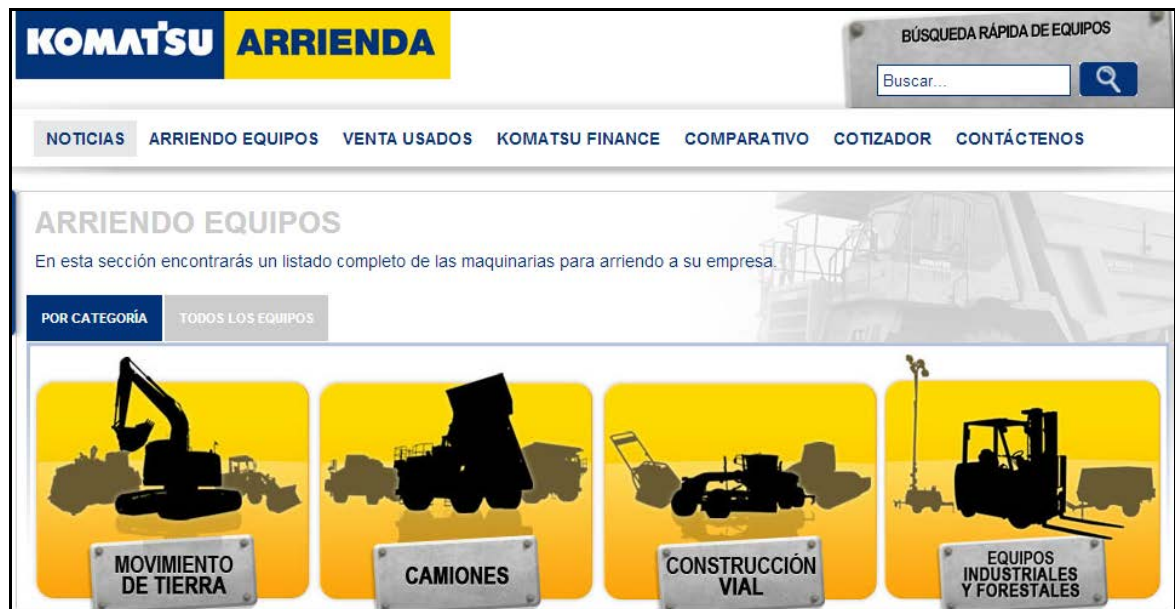 KOMATSU ARRIENDA
BÚSQUEDA RÁPIDA DE EQUIPOS
Buscar...
NOTICIAS ARRIENDO EQUIPOS VENTA USADOS KOMATSU FINANCE COMPARATIVO COTIZADOR CONTÁCTENOS
ARRIENDO EQUIPOS
En esta sección encontrarás un listado completo de las maquinarias para arriendo a su empresa.
POR CATEGORÍA TODOS LOS EQUIPOS
MOVIMIENTO
DE TIERRA
CAMIONES
CONSTRUCCIÓN
VIAL
EQUIPOS
INDUSTRIALES
Y FORESTALES